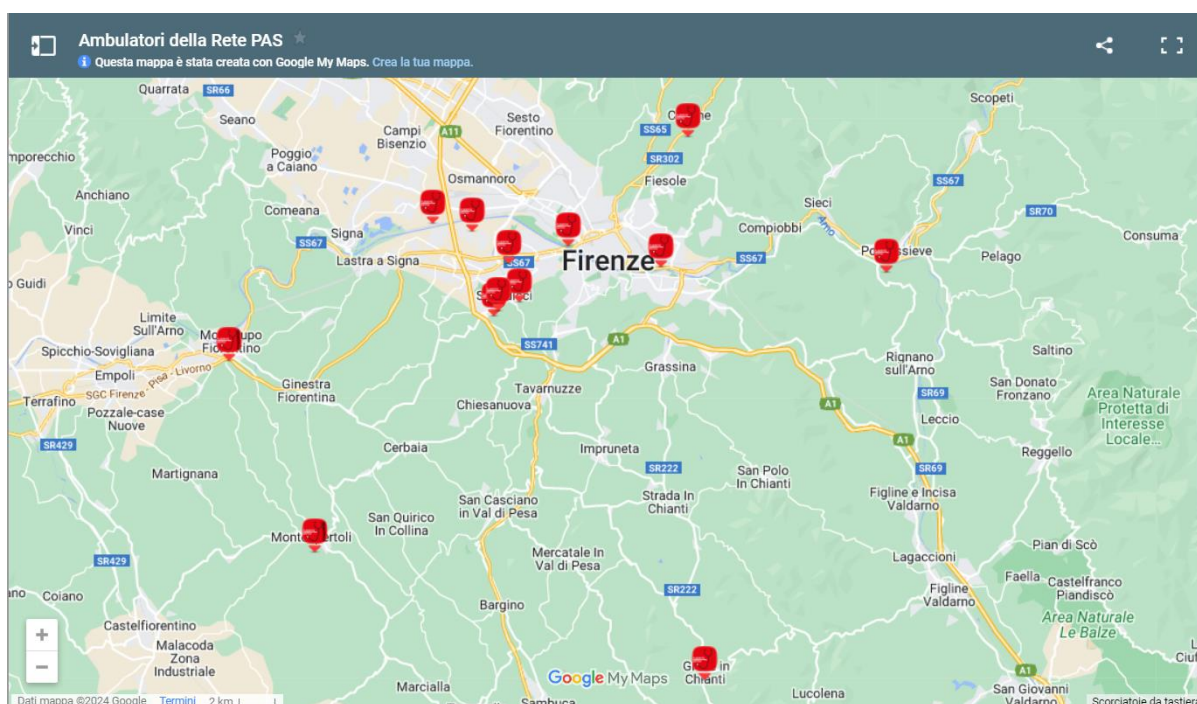 Ambulatori della Rete PAS
Questa mappa è stata creata con Google My Maps. Crea la tua mappa.
Quarrata
SR66
Scopeti
Seano
Sesto
Fiorentino
Campi
Bisenzio
A11
SS65
SR302
Poggio
a Caiano
Osmannoro
Fiesole
SS67
Anchiano
Comeana
Sieci
SR70
Vinci
Signa
Compiobbi
Arno
Consuma
SS67
Lastra a Signa
SS67
Firenze
SS67
Pelago
Limite
Sull'Arno
Fiorentino
Spicchio-Sovigliana
SS741
A1
Saltino
Empoli
Pisa - Livorno
Grassina
Rignano
sull'Arno
SGC Firenze -
Ginestra
Fiorentina
Tavarnuzze
San Donato
Fronzano
Area Naturale
Protetta di
Interesse
Locale...
Terrafino
Pozzale-case
Nuove
Chiesanuova
A1
SR69
Leccio
SR429
Cerbaia
Impruneta
A1
Reggello
Martignana
SR222
San Polo
In Chianti
SR69
San Casciano
in Val di Pesa
Strada In
Chianti
Figline e Incisa
Valdarno
San Quirico
In Collina
Mercatale In
Val di Pesa
Pian di Scò
SR429
Lagaccioni
Coiano
SR222
Figline
Valdarno
Faella
Castelfranco
Piandiscò
Bargino
Area Naturale
Le Balze
Castelfiorentino
Malacoda
Zona
Industriale
+
−
in
Chianti
A1
Marcialla
Google My Maps
Lucolena
San Giovanni
Valdarno
Sambuca
Dati mappa ©2024 Google
Termini
2 km
Scorciatoie da tastiera